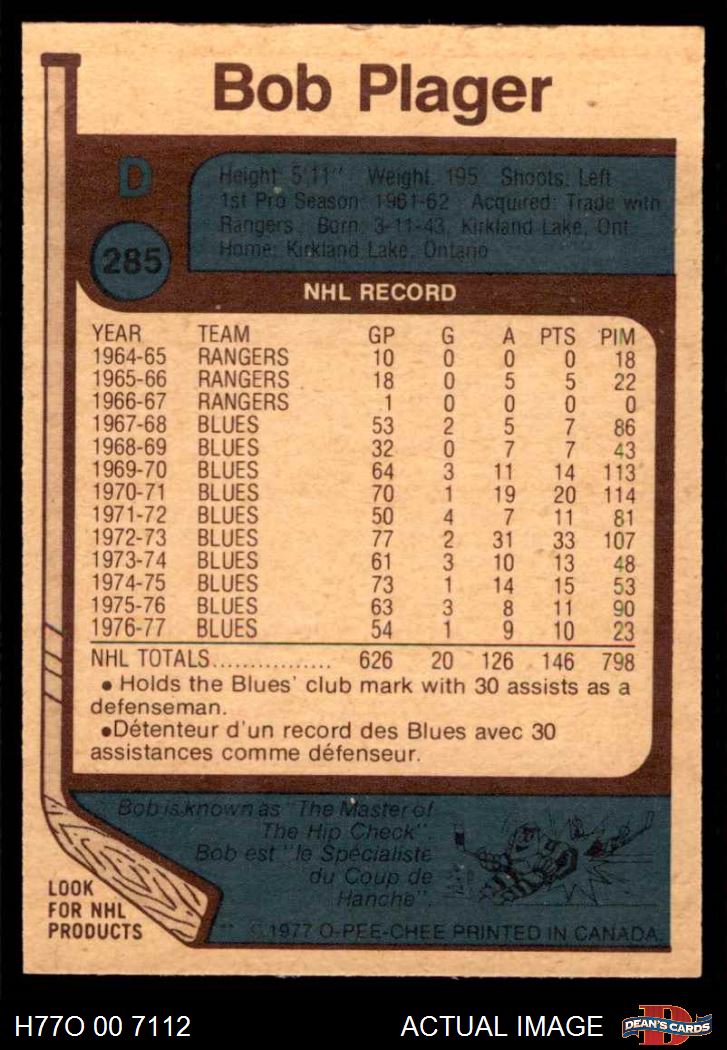 Bob Plager
D
Height 5'11" Weight: 195 Shoots: Left
1st Pro Season: 1961-62 Acquired: Trade with
Rangers Born: 3-11-43, Kirkland Lake, Ont
Home: Kirkland Lake, Ontario
285
NHL RECORD
YEAR TEAM GP G A PTS PIM
1964-65 RANGERS 10 0 0 0 18
1965-66 RANGERS 18 0 5 5 22
1966-67 RANGERS 1 0 0 0 0
1967-68 BLUES 53 2 5 7 86
1968-69 BLUES 32 0 7 7 43
1969-70 BLUES 64 3 11 14 113
1970-71 BLUES 70 1 19 20 114
1971-72 BLUES 50 4 7 11 81
1972-73 BLUES 77 2 31 33 107
1973-74 BLUES 61 3 10 13 48
1974-75 BLUES 73 1 14 15 53
1975-76 BLUES 63 3 8 11 90
1976-77 BLUES 54 1 9 10 23
NHL TOTALS................ 626 20 126 146 798
• Holds the Blues' club mark with 30 assists as a
defenseman.
•Détenteur d'un record des Blues avec 30
assistances comme défenseur.
Bob is known as "The Master of
The Hip Check".
Bob est "le Spécialiste
du Coup de
Hanche".
LOOK
FOR NHL
PRODUCTS
** ©1977 O-PEE-CHEE PRINTED IN CANADA.
H77O 00 7112 ACTUAL IMAGE
DEAN'S CARDS